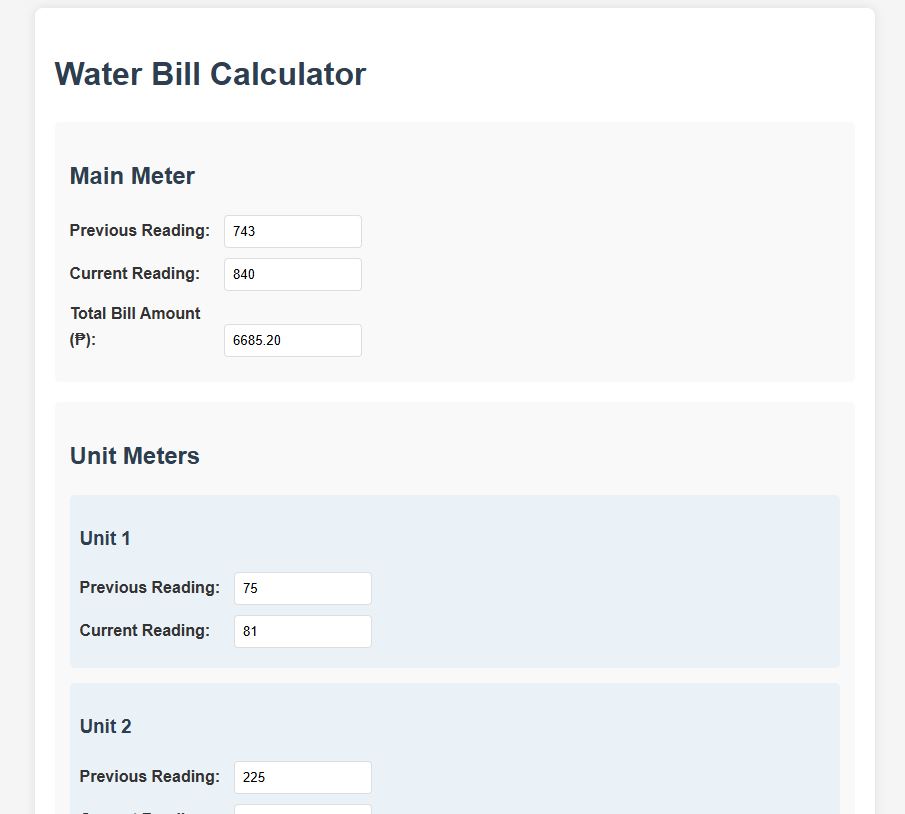 Water Bill Calculator
Main Meter
Previous Reading: 743
Current Reading: 840
Total Bill Amount
(₱): 6685.20
Unit Meters
Unit 1
Previous Reading: 75
Current Reading: 81
Unit 2
Previous Reading: 225